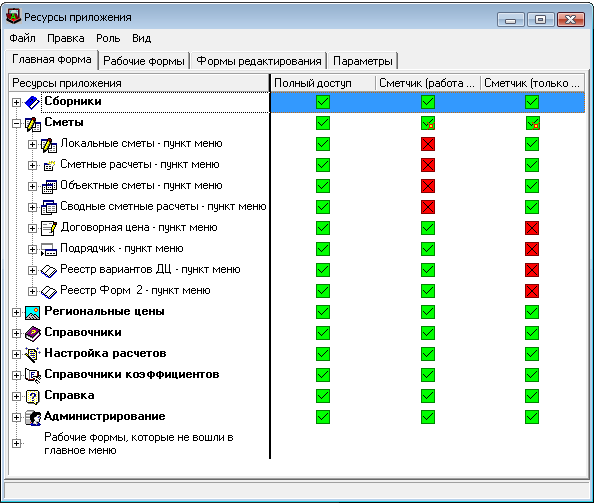 Ресурсы приложения
Файл Правка Роль Вид
Главная форма Рабочие формы Формы редактирования Параметры
Ресурсы приложения Полный доступ Сметчик (работа ... Сметчик (только ...
Сборники
Сметы
Локальные сметы - пункт меню
Сметные расчеты - пункт меню
Объектные сметы - пункт меню
Сводные сметные расчеты - пункт меню
Договорная цена - пункт меню
Подрядчик - пункт меню
Реестр вариантов ДЦ - пункт меню
Реестр Форм 2 - пункт меню
Региональные цены
Справочники
Настройка расчетов
Справочники коэффициентов
Справка
Администрирование
Рабочие формы, которые не вошли в
главное меню